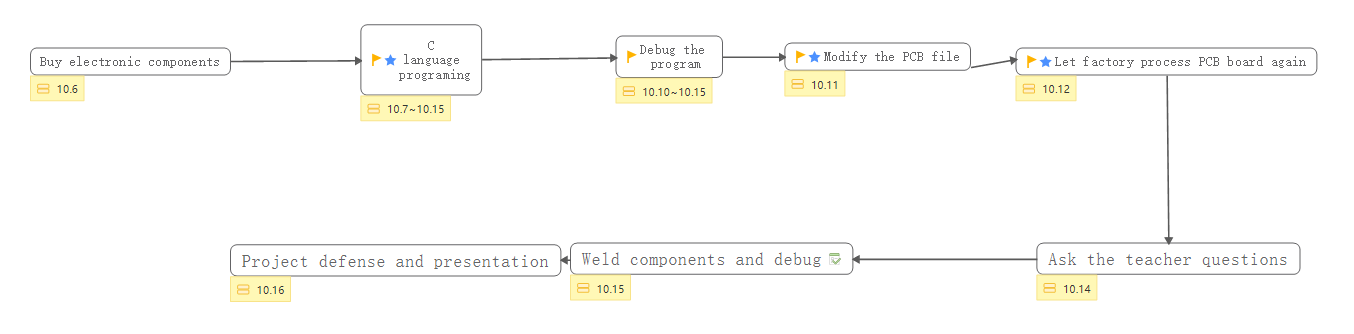 Buy electronic components
10.6
C
language
programing
10.7~10.15
Debug the
program
10.10~10.15
Modify the PCB file
10.11
Let factory process PCB board again
10.12
Ask the teacher questions
10.14
Weld components and debug
10.15
Project defense and presentation
10.16